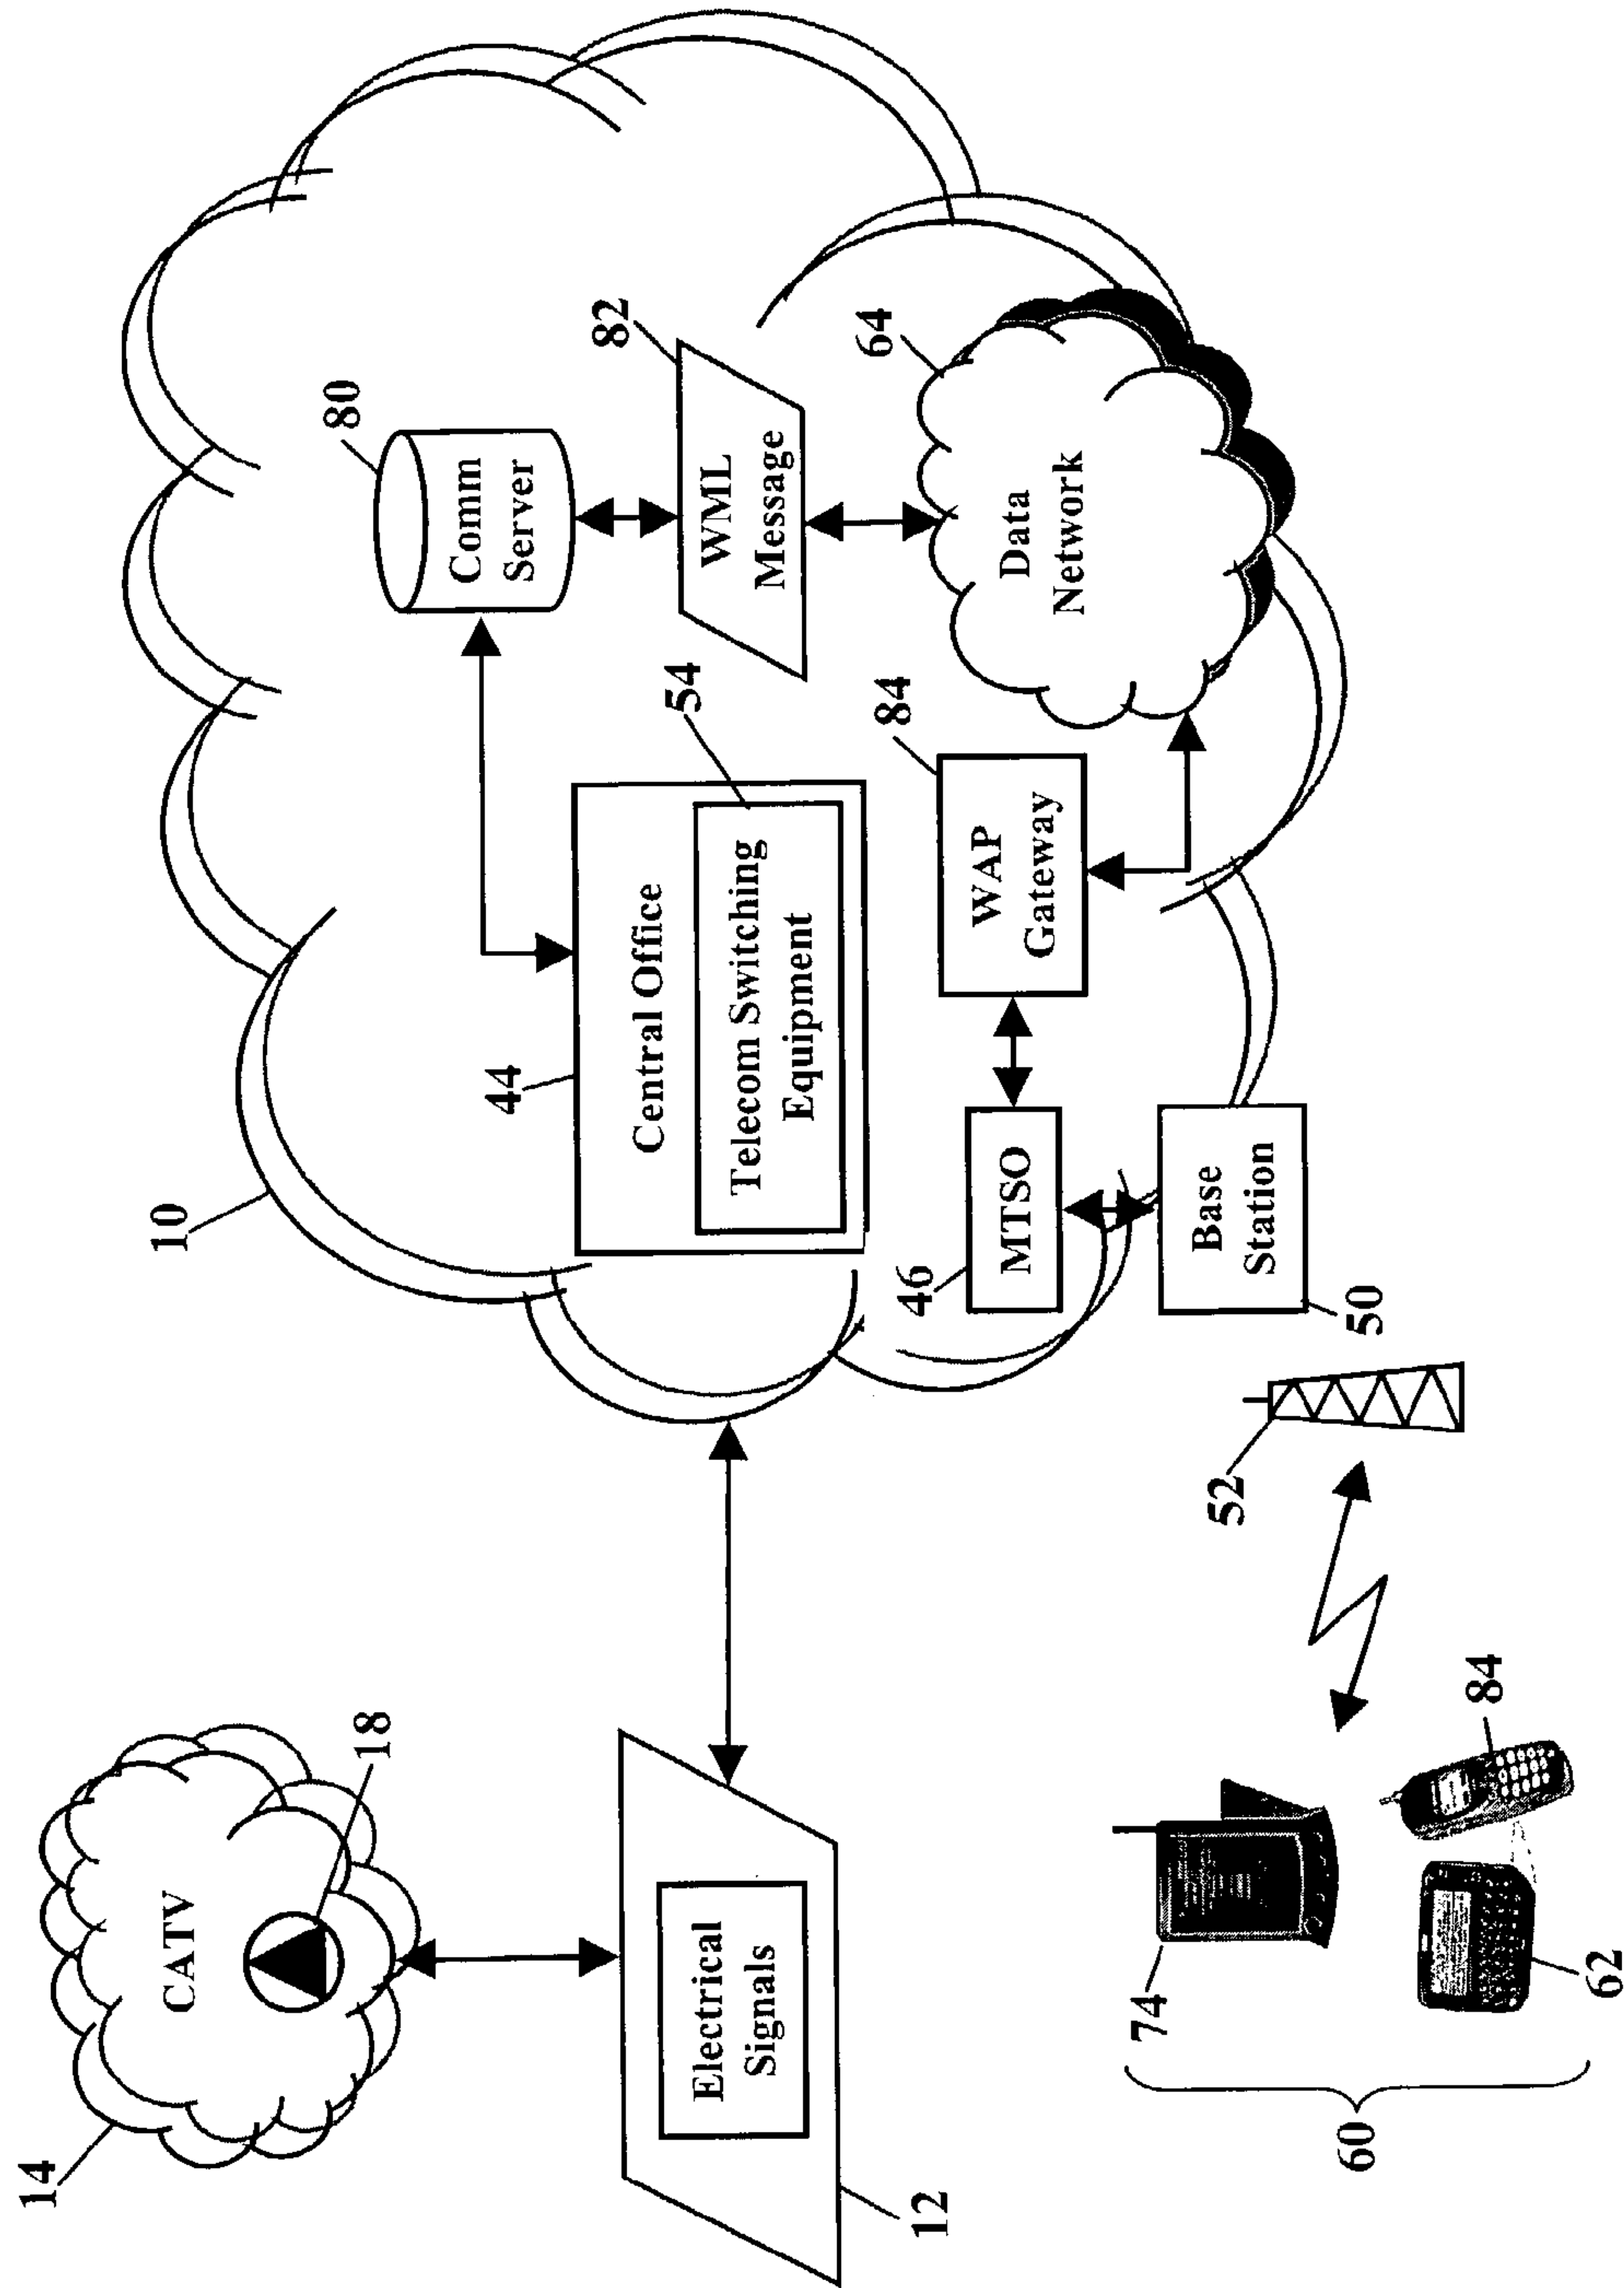 14
CATV
18
Electrical
Signals
12
10
44
Central Office
Telecom Switching
Equipment
54
80
Comm
Server
82
WML
Message
64
Data
Network
84
WAP
Gateway
46
MTSO
Base
Station
50
52
74
84
62
60